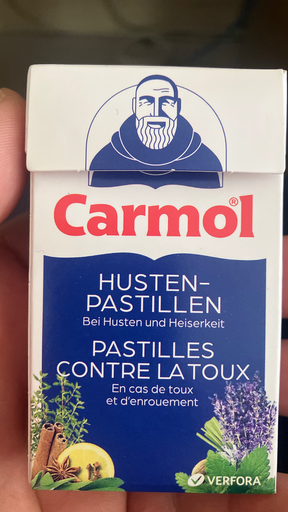 Carmol®
HUSTEN-
PASTILLEN
Bei Husten und Heiserkeit
PASTILLES
CONTRE LA TOUX
En cas de toux
et d'enrouement
VERFORA